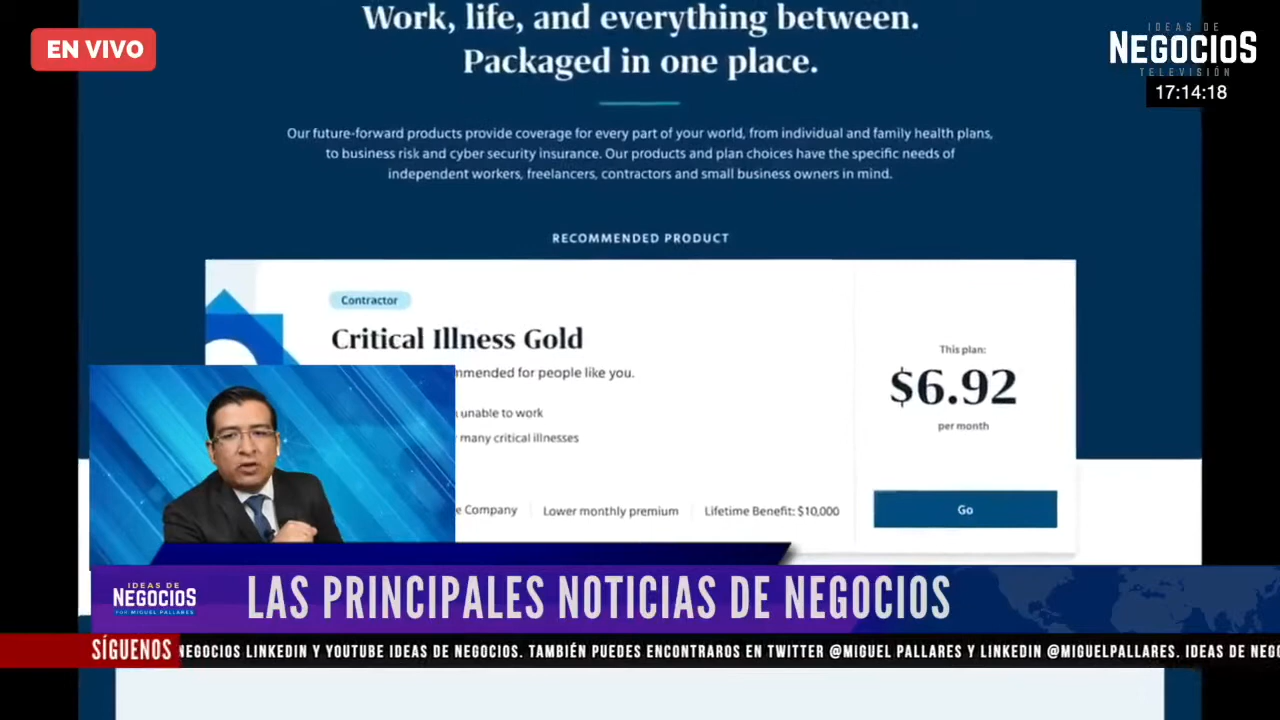 Work, life, and everything between.
Packaged in one place.
EN VIVO
IDEAS DE
NEGOCIOS
TELEVISIÓN
17:14:18
Our future-forward products provide coverage for every part of your world, from individual and family health plans,
to business risk and cyber security insurance. Our products and plan choices have the specific needs of
independent workers, freelancers, contractors and small business owners in mind.
RECOMMENDED PRODUCT
Contractor
Critical Illness Gold
for people like you.
unable to work
many critical illnesses
Company
Lower monthly premium
Lifetime Benefit: $10,000
This plan:
$6.92
per month
Go
IDEAS DE
NEGOCIOS
POR MIGUEL PALLARES
LAS PRINCIPALES NOTICIAS DE NEGOCIOS
SÍGUENOS
NEGOCIOS LINKEDIN Y YOUTUBE IDEAS DE NEGOCIOS. TAMBIÉN PUEDES ENCONTRAROS EN TWITTER @MIGUEL PALLARES Y LINKEDIN @MIGUELPALLARES. IDEAS DE